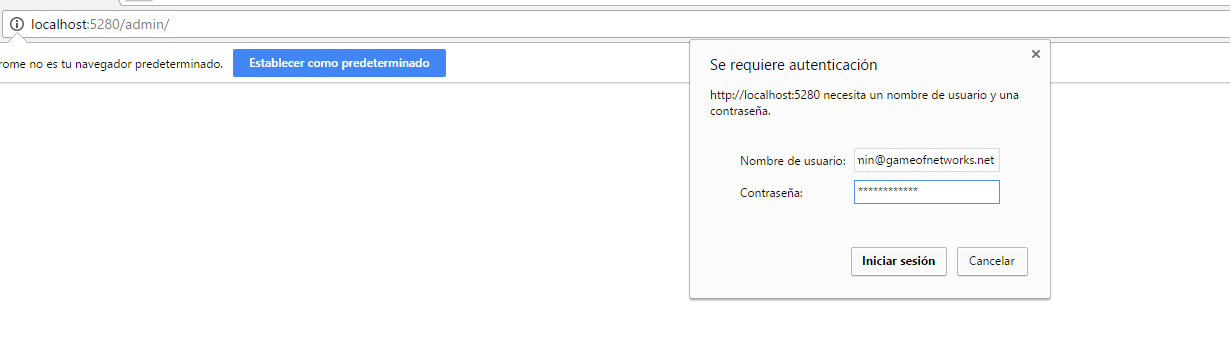 localhost:5280/admin/
rome no es tu navegador predeterminado.
Establecer como predeterminado
Se requiere autenticación
http://localhost:5280 necesita un nombre de usuario y una
contraseña.
Nombre de usuario: nin@gameofnetworks.net
Contraseña: ************
Iniciar sesión Cancelar